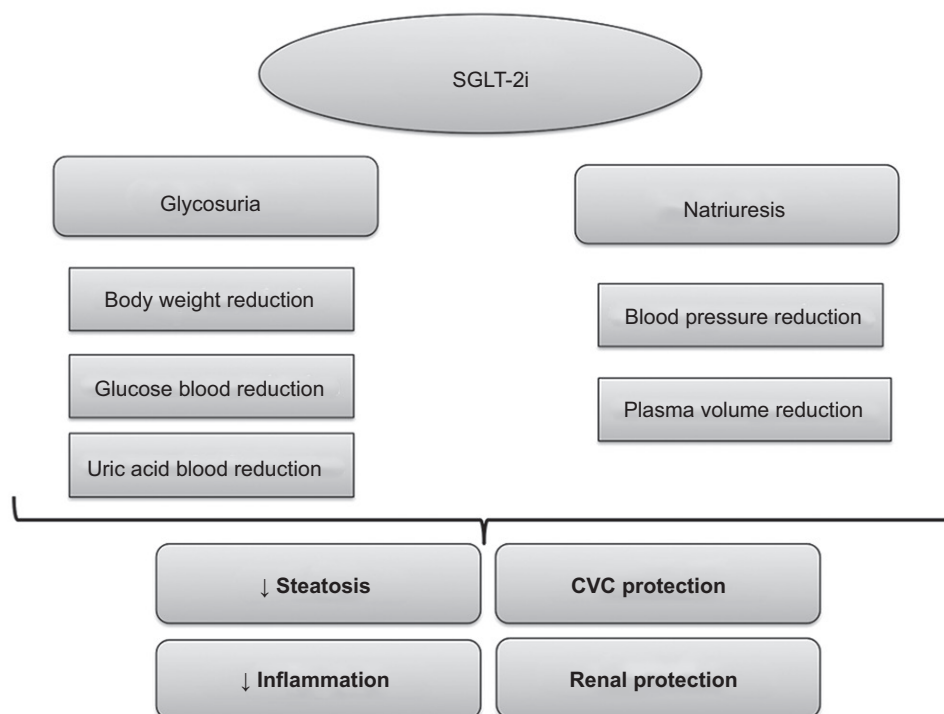 SGLT-2i
Glycosuria
Natriuresis
Body weight reduction
Blood pressure reduction
Glucose blood reduction
Plasma volume reduction
Uric acid blood reduction
↓ Steatosis
CVC protection
↓ Inflammation
Renal protection